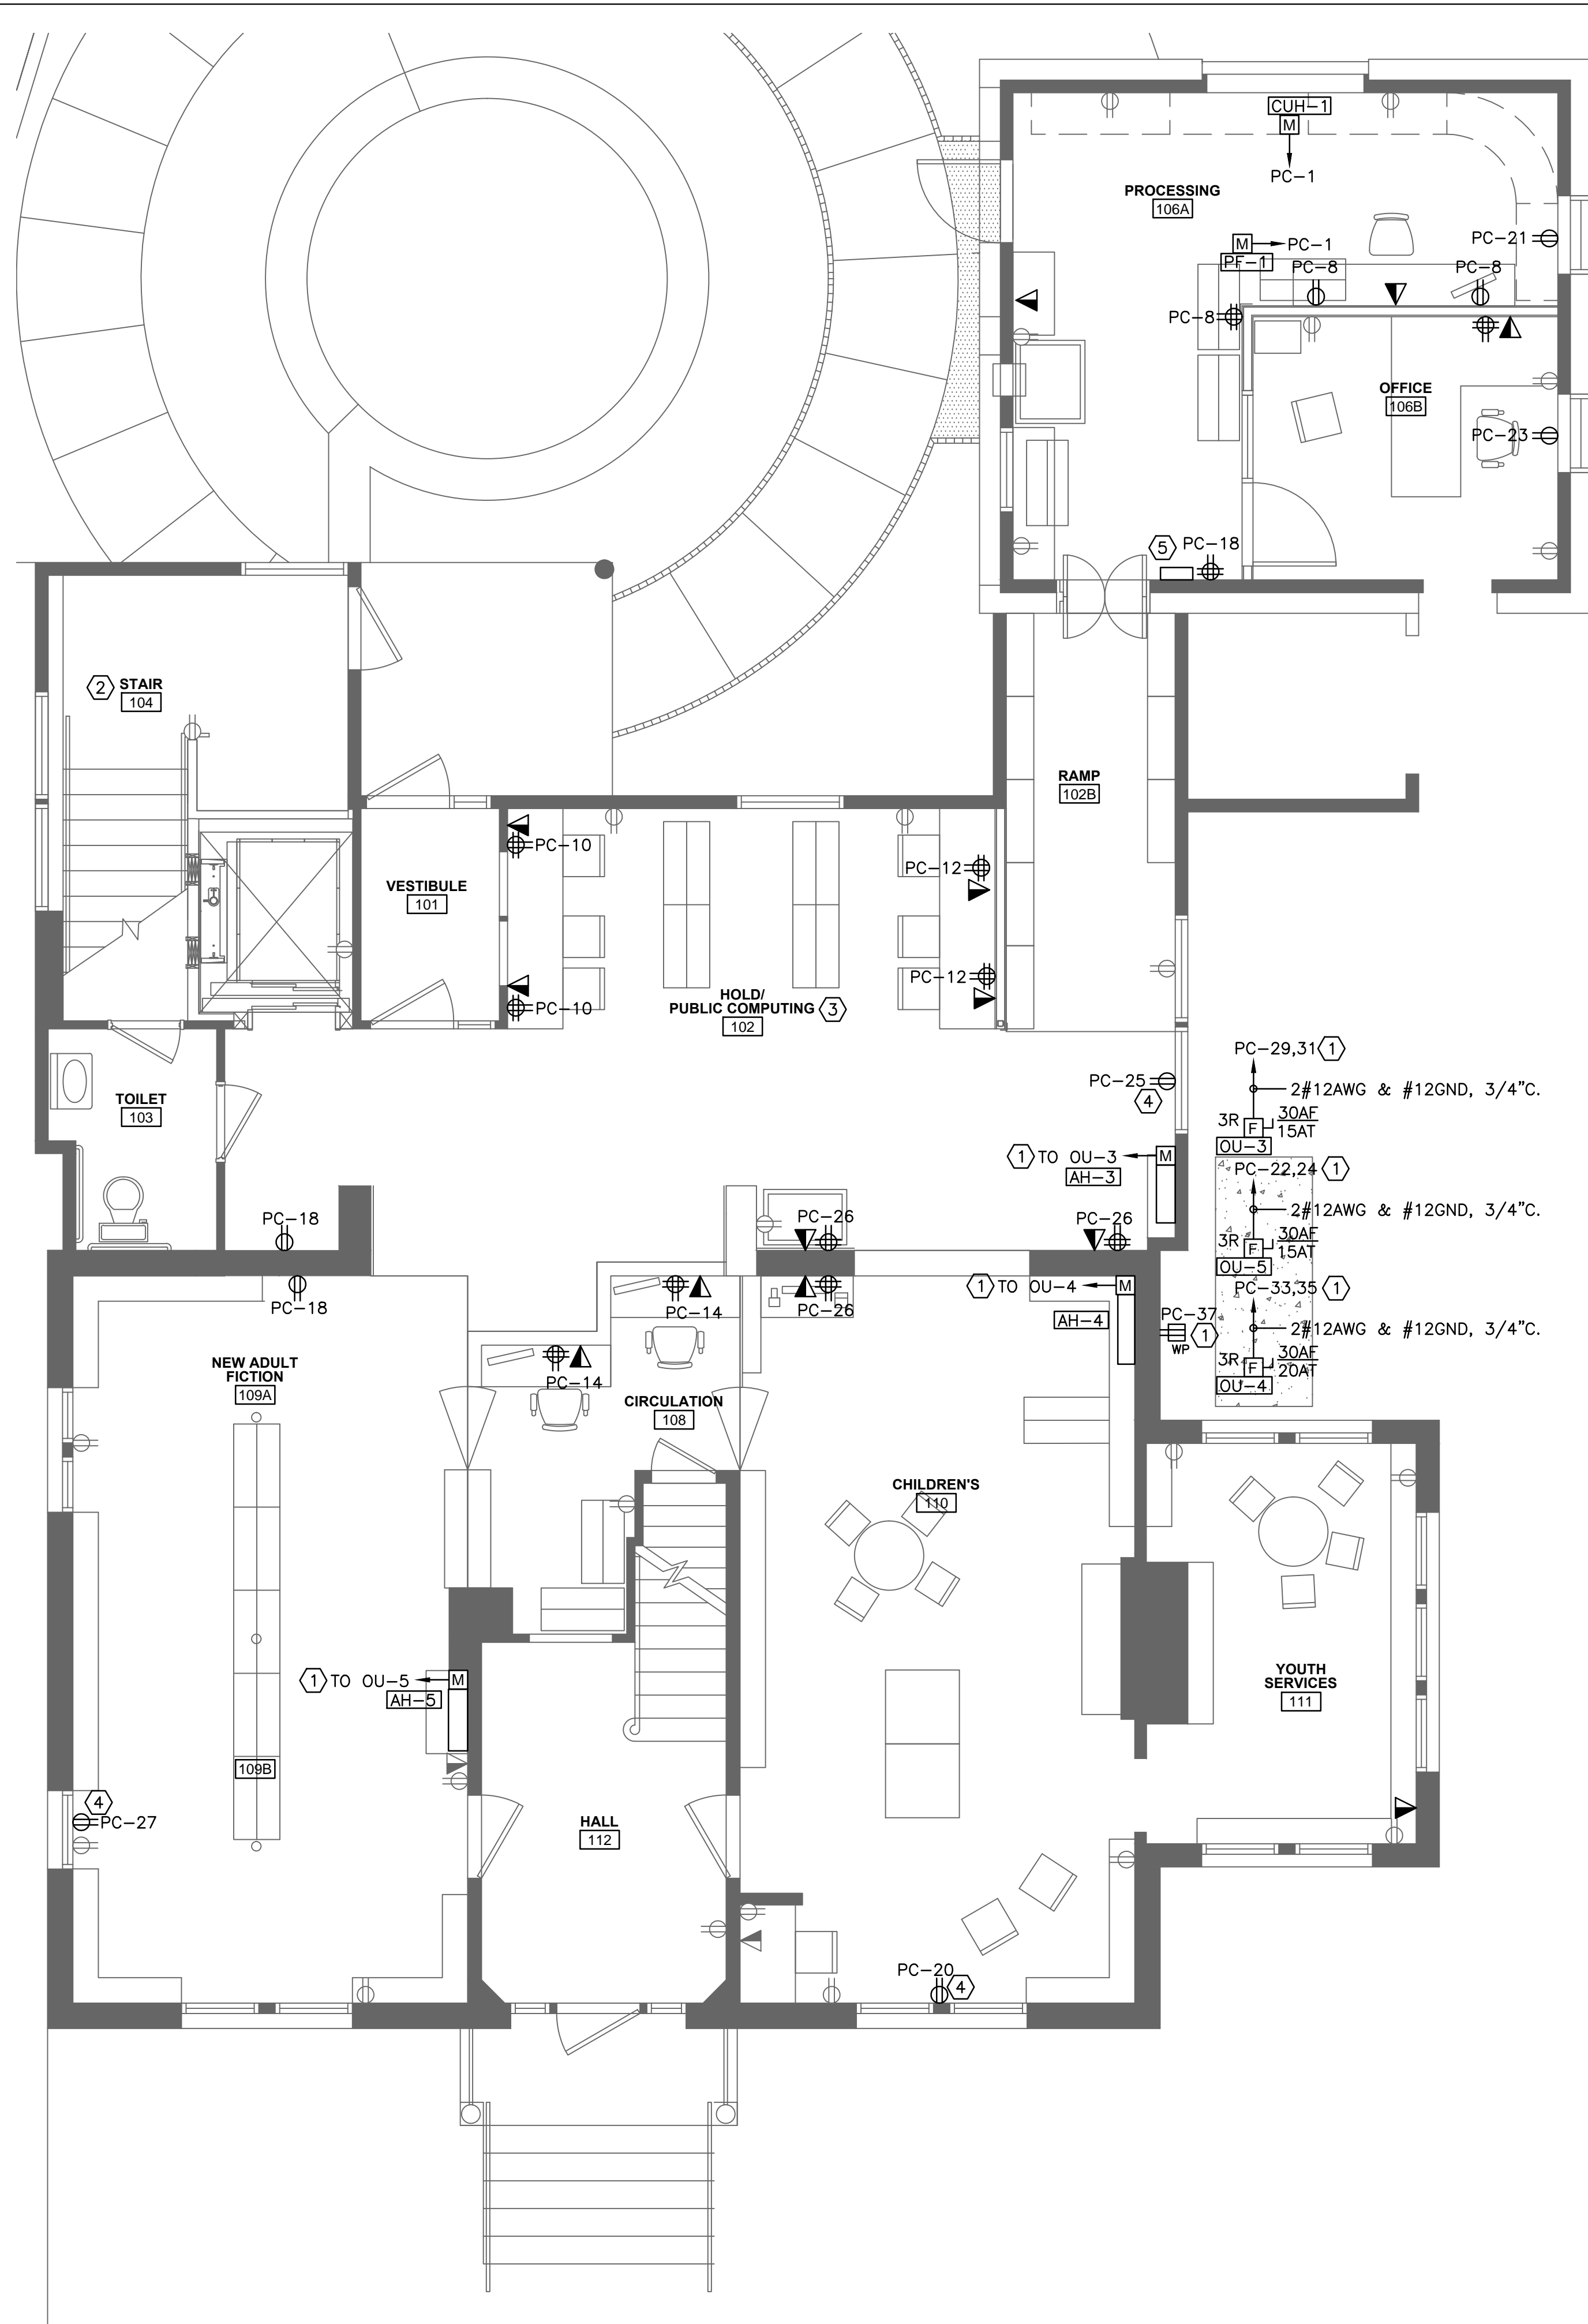 CUH-1
M
PC-1
PROCESSING
106A
M PC-1
PF-1
PC-21
PC-8
PC-8
PC-8
OFFICE
106B
PC-23
5 PC-18
2 STAIR
104
RAMP
102B
PC-10
PC-12
VESTIBULE
101
PC-12
PC-10
HOLD/
PUBLIC COMPUTING 3
102
PC-29,31 1
PC-25
4
2#12AWG & #12GND, 3/4"C.
TOILET
103
3R F 30AF
15AT
OU-3
1 TO OU-3 M
AH-3
PC-22,24 1
2#12AWG & #12GND, 3/4"C.
PC-18
PC-26
PC-26
3R F 30AF
15AT
OU-5
PC-18
PC-14
PC-26
1 TO OU-4 M
AH-4
PC-33,35 1
PC-37
1
WP
2#12AWG & #12GND, 3/4"C.
3R F 30AF
20AT
OU-4
NEW ADULT
FICTION
109A
PC-14
CIRCULATION
108
CHILDREN'S
110
1 TO OU-5 M
AH-5
YOUTH
SERVICES
111
109B
4
PC-27
HALL
112
PC-20
4